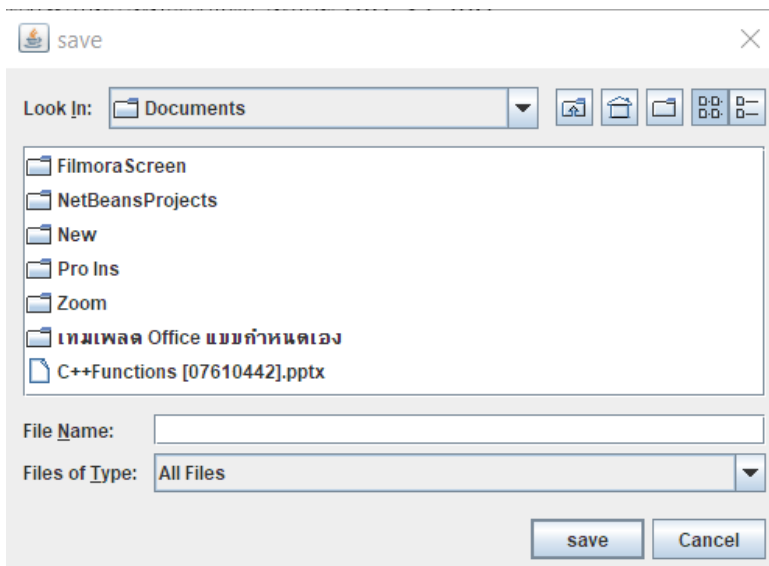 save
Look In: Documents
FilmoraScreen
NetBeansProjects
New
Pro Ins
Zoom
เทมเพลต Office แบบกำหนดเอง
C++Functions [07610442].pptx
File Name:
Files of Type: All Files
save Cancel